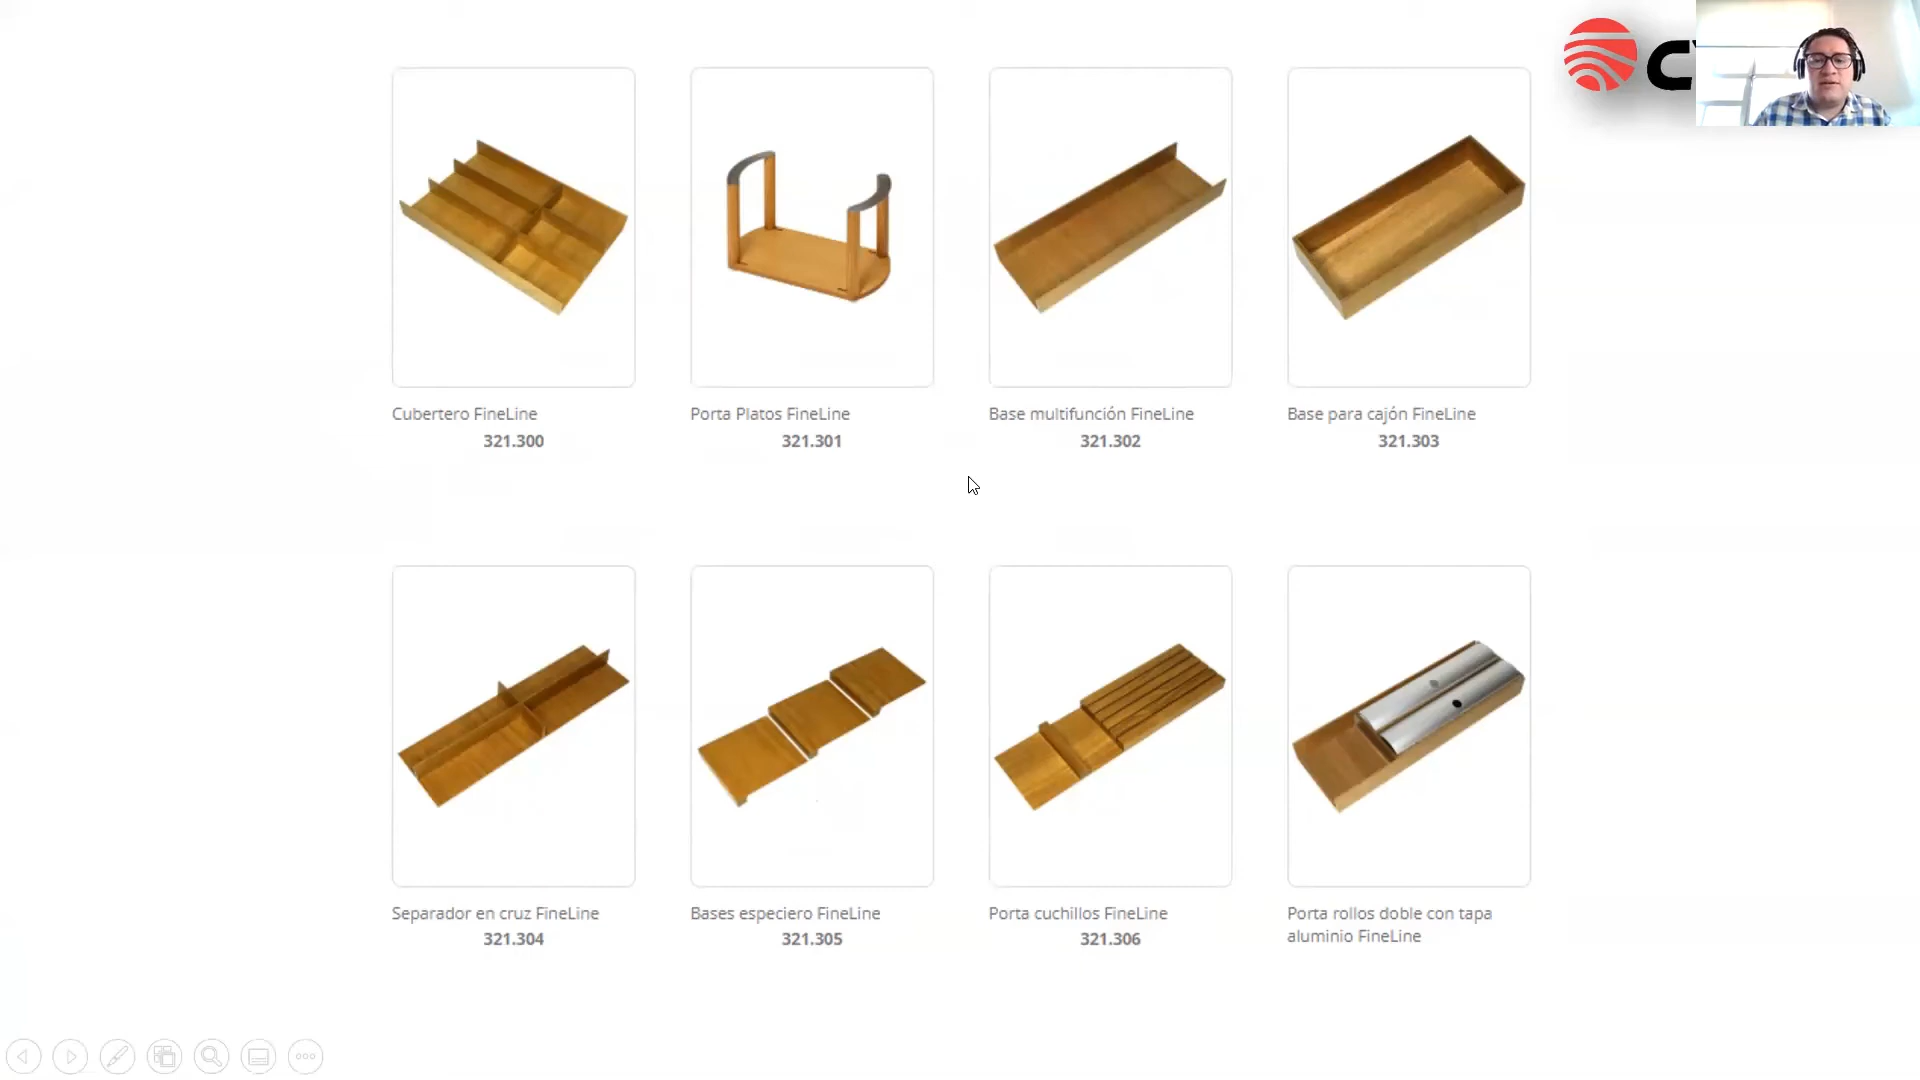 C
Cubertero FineLine
321.300
Porta Platos FineLine
321.301
Base multifunción FineLine
321.302
Base para cajón FineLine
321.303
Separador en cruz FineLine
321.304
Bases especiero FineLine
321.305
Porta cuchillos FineLine
321.306
Porta rollos doble con tapa
aluminio FineLine